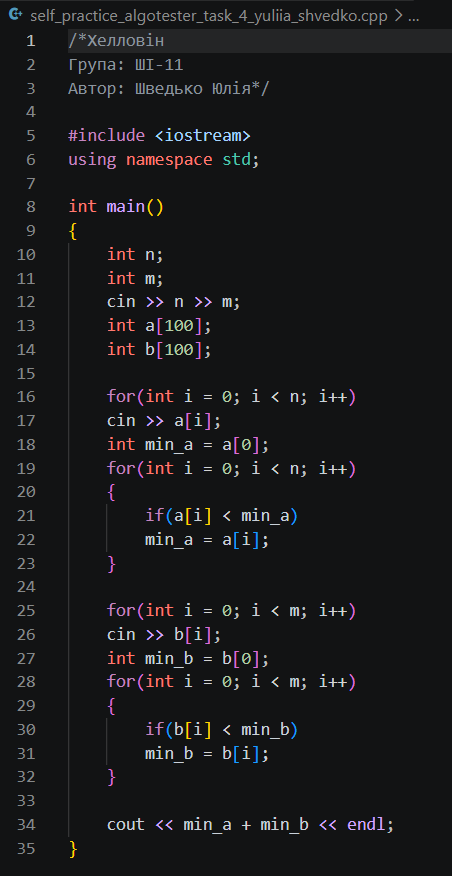 self_practice_algotester_task_4_yuliia_shvedko.cpp > ...
1 /*Хелловін
2 Група: ШІ-11
3 Автор: Шведько Юлія*/
4
5 #include <iostream>
6 using namespace std;
7
8 int main()
9 {
10 int n;
11 int m;
12 cin >> n >> m;
13 int a[100];
14 int b[100];
15
16 for(int i = 0; i < n; i++)
17 cin >> a[i];
18 int min_a = a[0];
19 for(int i = 0; i < n; i++)
20 {
21 if(a[i] < min_a)
22 min_a = a[i];
23 }
24
25 for(int i = 0; i < m; i++)
26 cin >> b[i];
27 int min_b = b[0];
28 for(int i = 0; i < m; i++)
29 {
30 if(b[i] < min_b)
31 min_b = b[i];
32 }
33
34 cout << min_a + min_b << endl;
35 }